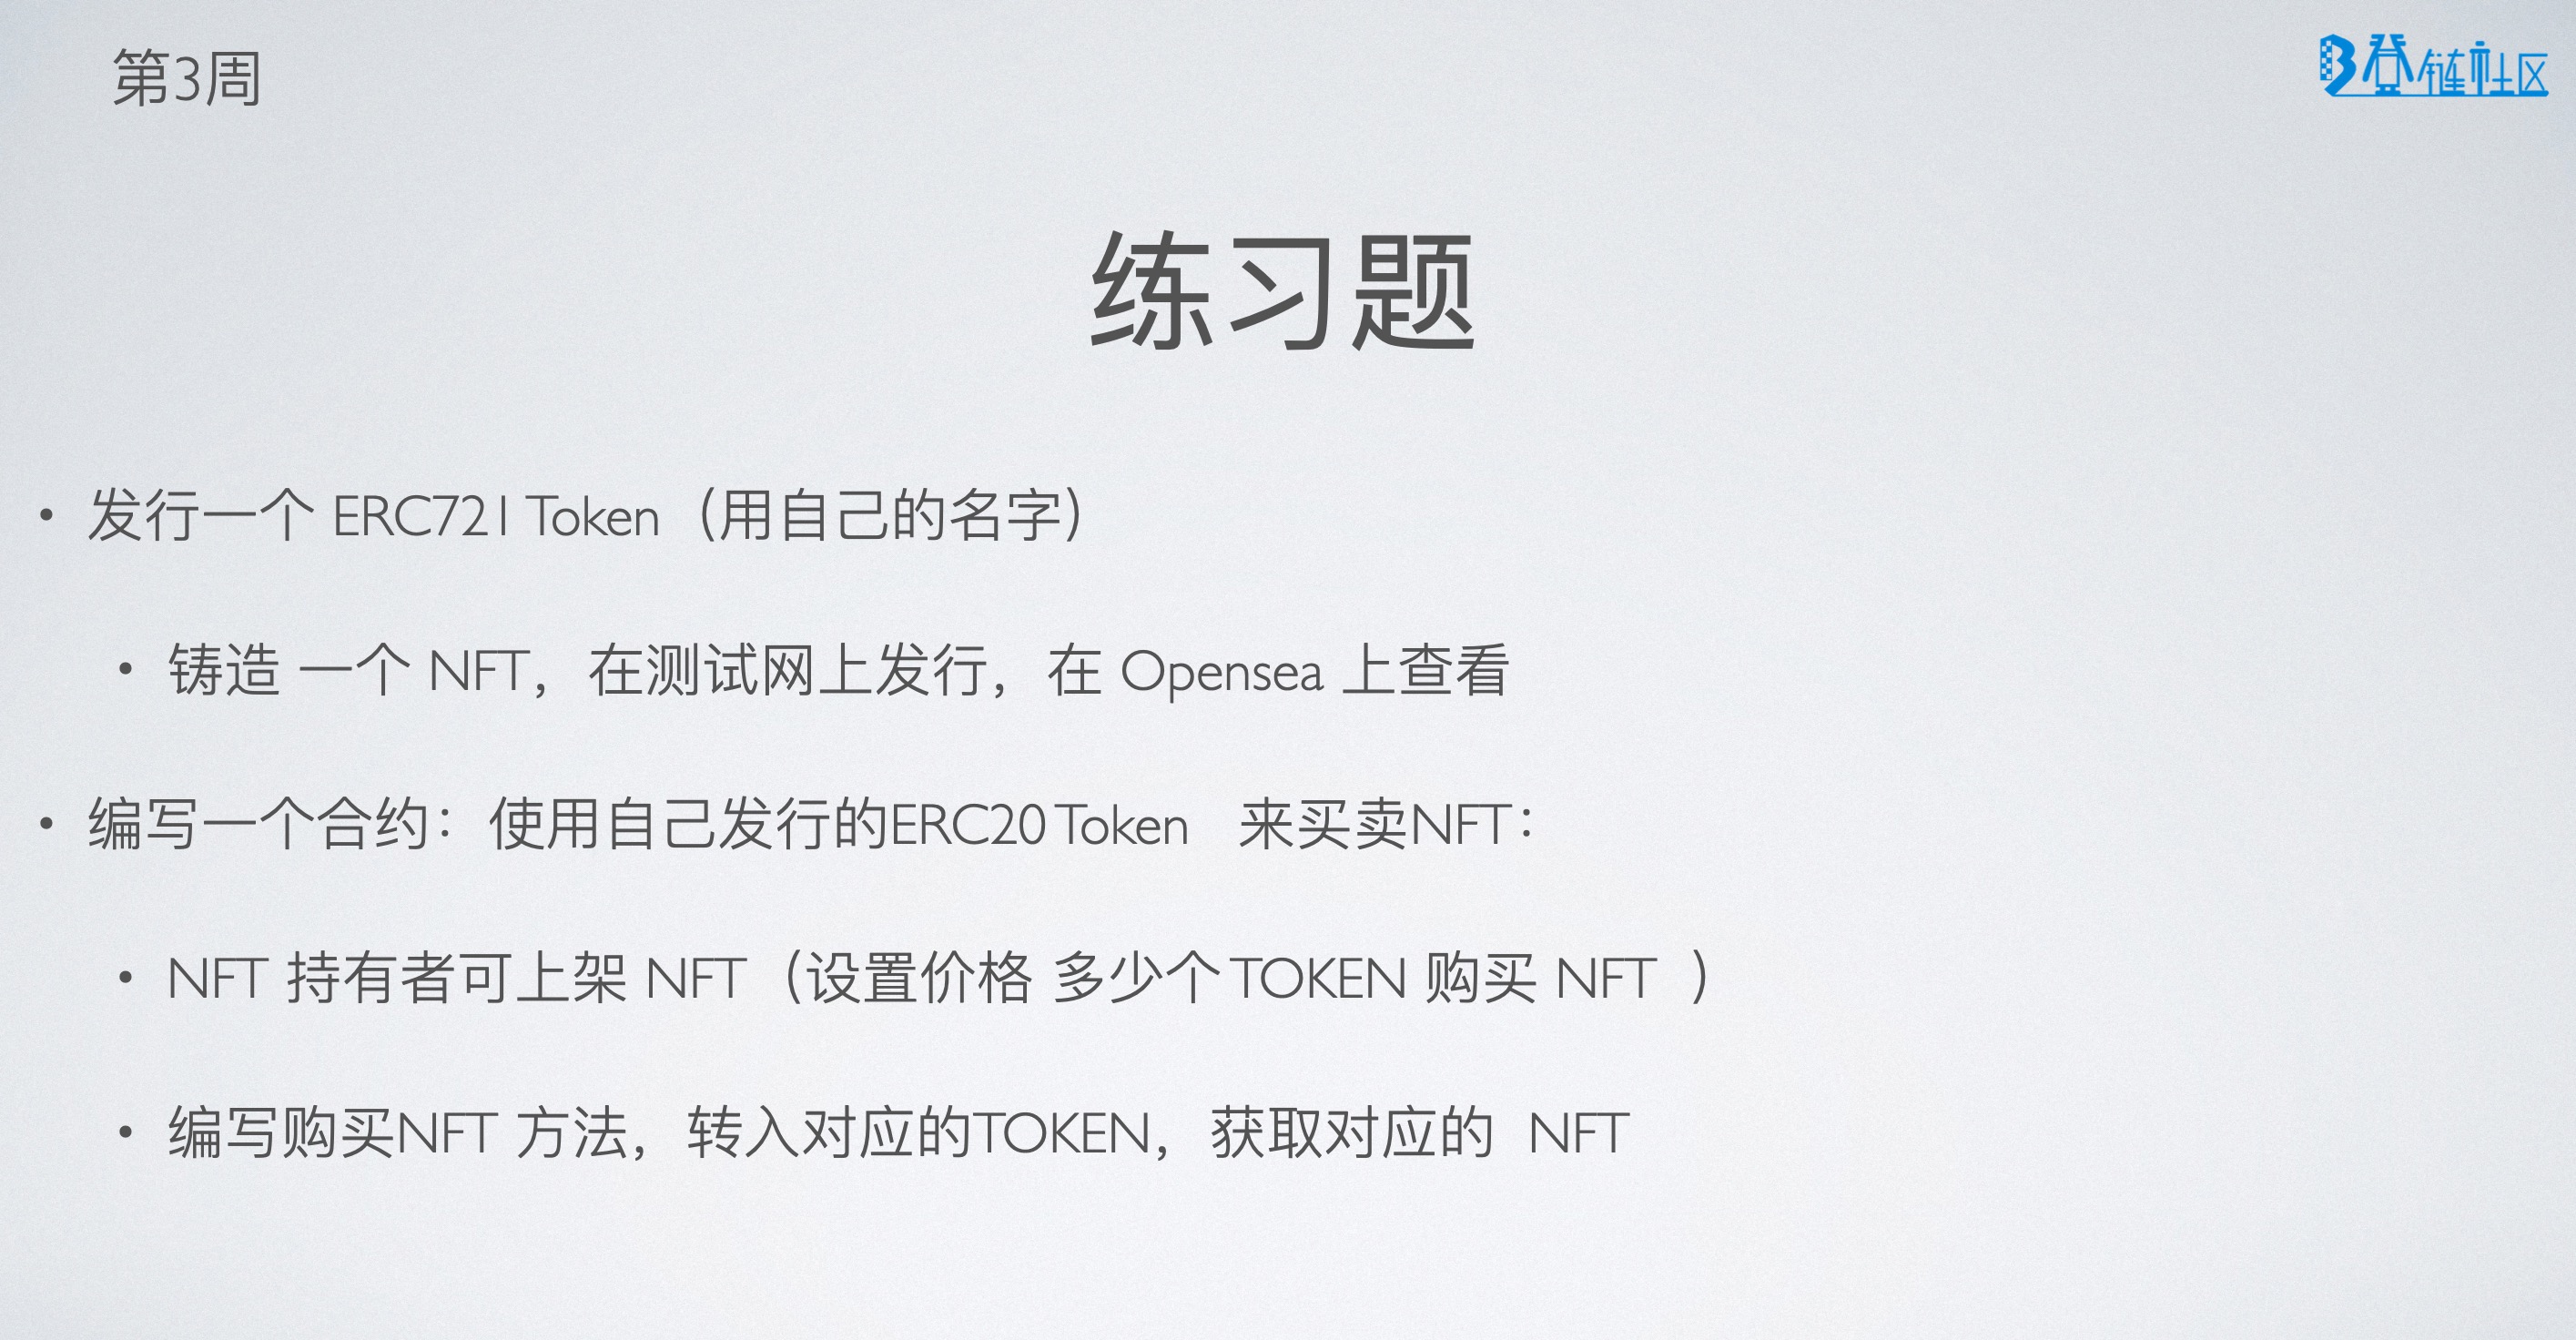 第3周
登链社区
练习题
• 发行一个 ERC721 Token（用自己的名字）
• 铸造 一个 NFT，在测试网上发行，在 Opensea 上查看
• 编写一个合约：使用自己发行的ERC20 Token 来买卖NFT：
• NFT 持有者可上架 NFT（设置价格 多少个 TOKEN 购买 NFT ）
• 编写购买NFT 方法，转入对应的TOKEN，获取对应的 NFT